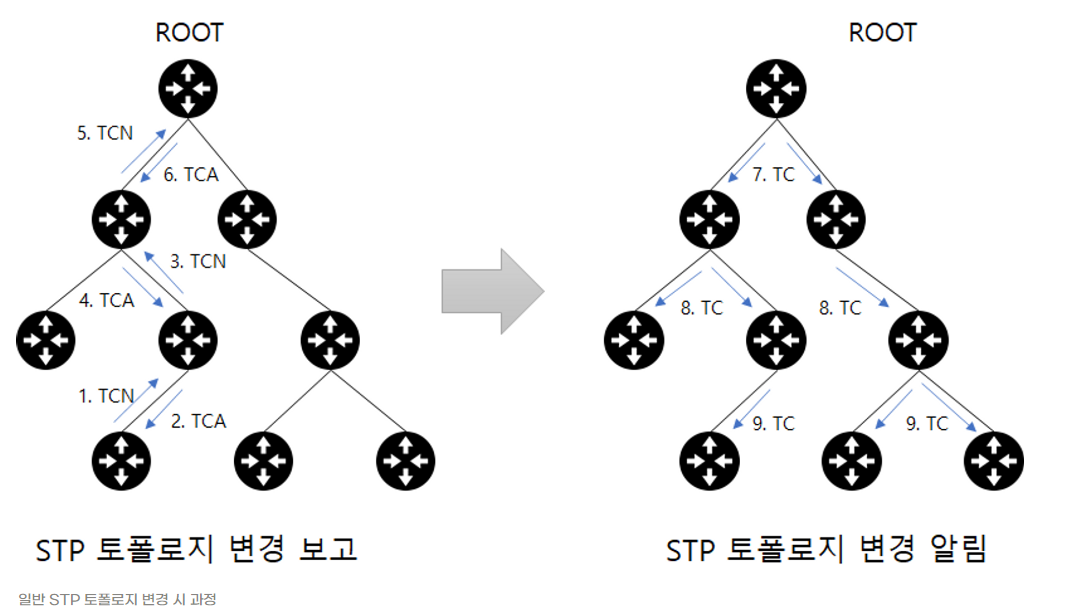 ROOT
5. TCN
6. TCA
3. TCN
4. TCA
1. TCN
2. TCA
STP 토폴로지 변경 보고
ROOT
7. TC
8. TC
8. TC
9. TC
9. TC
STP 토폴로지 변경 알림
일반 STP 토폴로지 변경 시 과정